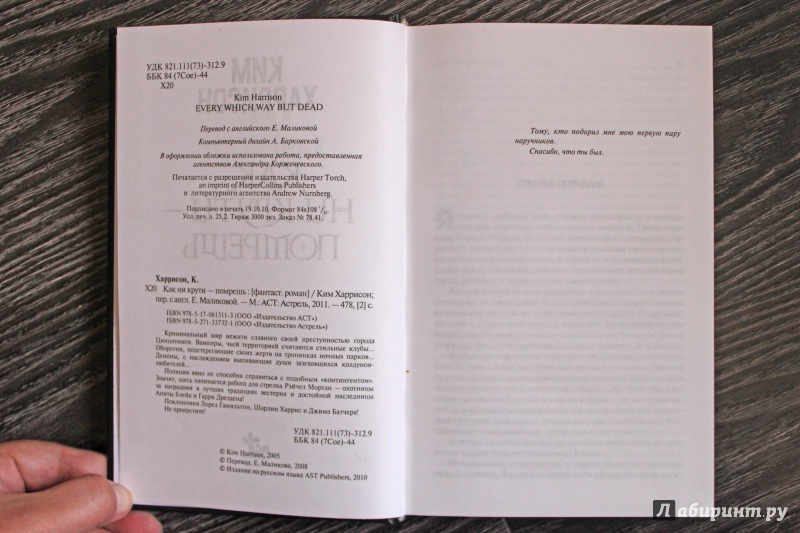 УДК 821.111(73)-312.9
ББК 84 (7Сое)-44
Х20
Kim Harrison
EVERY WHICH WAY BUT DEAD
Перевод с английского Е. Маликовой
Компьютерный дизайн А. Барковской
В оформлении обложки использована работа, предоставленная
агентством Александра Корженевского.
Печатается с разрешения издательства Harper Torch,
an imprint of HarperCollins Publishers
и литературного агентства Andrew Nurnberg.
Подписано в печать 19.10.10. Формат 84х108 1/32.
Усл. печ. л. 25,2. Тираж 3000 экз. Заказ № 78.41.
Харрисон, К.
Х20 Как ни крути — помрешь : [фантаст. роман] / Ким Харрисон;
пер. с англ. Е. Маликовой. — М.: АСТ: Астрель, 2011. — 478, [2] с.
ISBN 978-5-17-061311-3 (ООО «Издательство АСТ»)
ISBN 978-5-271-33732-1 (ООО «Издательство Астрель»)
Криминальный мир нежити славного своей преступностью города
Цинциннати. Вампиры, чьей территорией считаются стильные клубы...
Оборотни, подстерегающие своих жертв на тропинках ночных парков...
Демоны, с наслаждением выпивающие души зазевавшихся колдунов-
любителей...
Полиция явно не способна справиться с подобным «контингентом».
Значит, здесь начинается работа для стрелка Рэйчел Морган — охотницы
за наградами в лучших традициях вестерна и достойной наследницы
Аниты Блейк и Гарри Дрездена!
Поклонники Лорел Гамильтон, Шарлин Харрис и Джима Батчера!
Не пропустите!
УДК 821.111(73)-312.9
ББК 84 (7Сое)-44
© Kim Harrison, 2005
© Перевод. Е. Маликова, 2008
© Издание на русском языке AST Publishers, 2010
Тому, кто подарил мне мою первую пару
наручников.
Спасибо, что ты был.
Лабиринт.ру